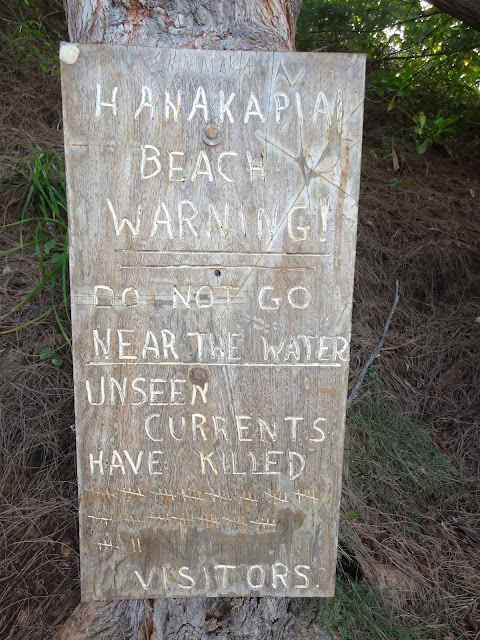 HANAKAPIAI
BEACH
WARNING!
DO NOT GO
NEAR THE WATER
UNSEEN
CURRENTS
HAVE KILLED
VISITORS.